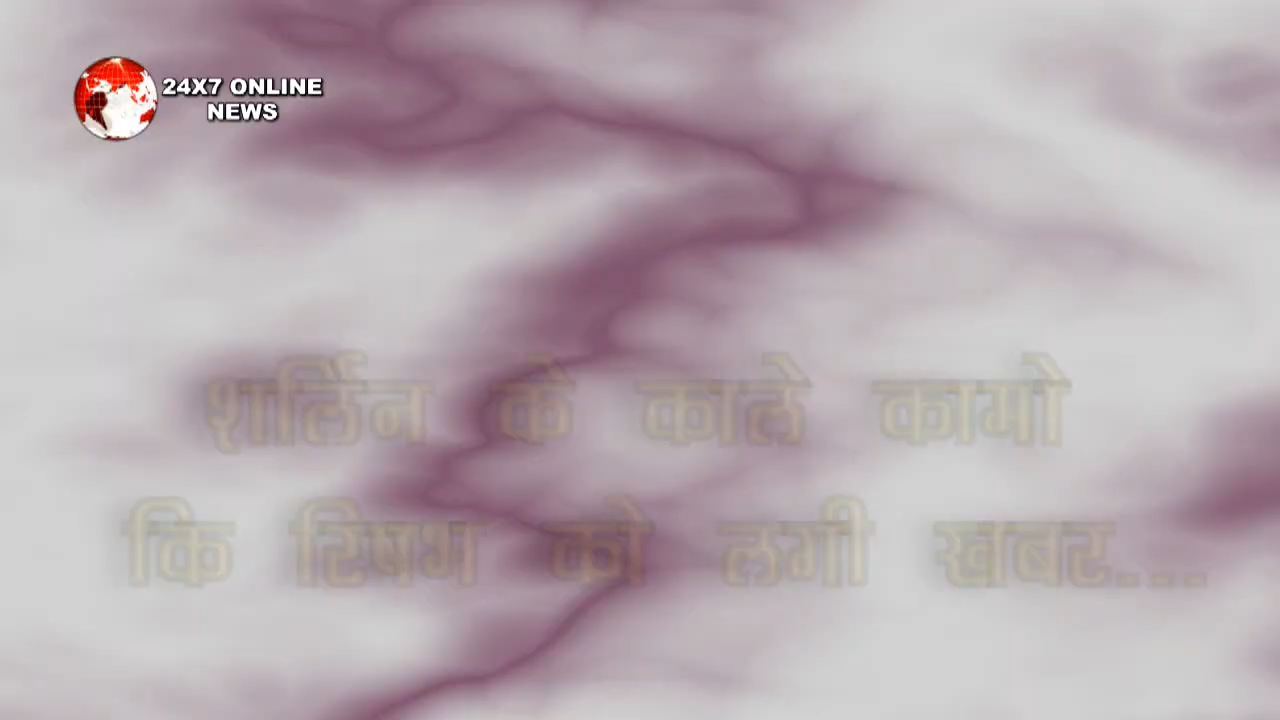 24X7 ONLINE
NEWS
शर्लिन के काले कामो
कि रिषभ को लगी खबर...